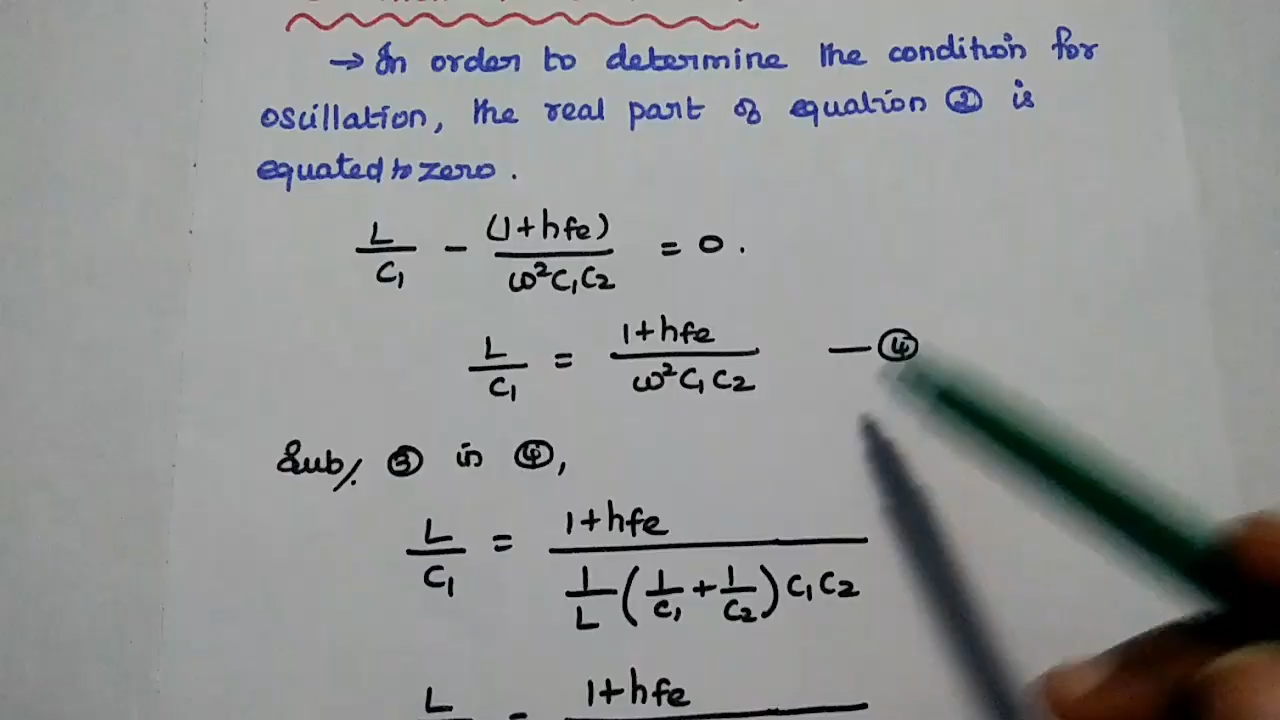 → In order to determine the condition for
oscillation, the real part of equation ② is
equated to zero.
L/C₁ - (1+hfe)/ω²C₁C₂ = 0.
L/C₁ = 1+hfe/ω²C₁C₂ — ④
Sub/. ③ in ④,
L/C₁ = 1+hfe/(1/L (1/C₁ + 1/C₂) C₁C₂)
L = 1+hfe